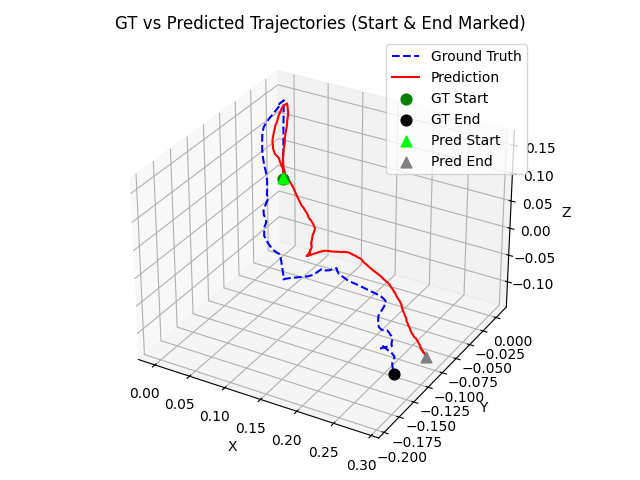 GT vs Predicted Trajectories (Start & End Marked)
Ground Truth
Prediction
GT Start
GT End
Pred Start
Pred End
0.15
0.10
0.05
0.00
−0.05
−0.10
Z
0.000
−0.025
−0.050
−0.075
−0.100
−0.125
−0.150
−0.175
−0.200
Y
0.00
0.05
0.10
0.15
0.20
0.25
0.30
X